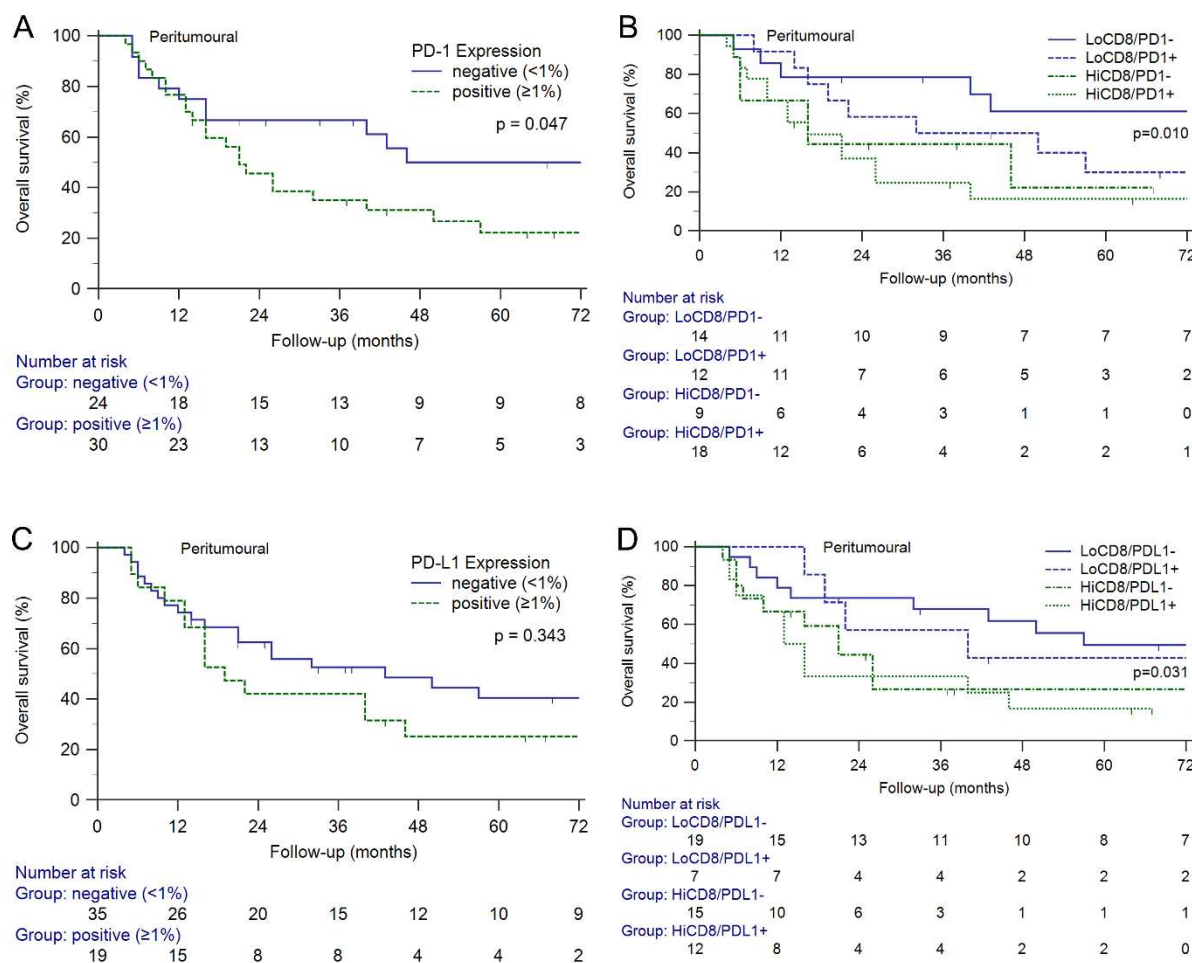 A
Peritumoural
PD-1 Expression
negative (<1%)
positive (≥1%)
p = 0.047
Overall survival (%)
100
80
60
40
20
0
0 12 24 36 48 60 72
Follow-up (months)
Number at risk
Group: negative (<1%)
24 18 15 13 9 9 8
Group: positive (≥1%)
30 23 13 10 7 5 3
B
Peritumoural
LoCD8/PD1-
LoCD8/PD1+
HiCD8/PD1-
HiCD8/PD1+
p=0.010
Overall survival (%)
100
80
60
40
20
0
0 12 24 36 48 60 72
Follow-up (months)
Number at risk
Group: LoCD8/PD1-
14 11 10 9 7 7 7
Group: LoCD8/PD1+
12 11 7 6 5 3 2
Group: HiCD8/PD1-
9 6 4 3 1 1 0
Group: HiCD8/PD1+
18 12 6 4 2 2 1
C
Peritumoural
PD-L1 Expression
negative (<1%)
positive (≥1%)
p = 0.343
Overall survival (%)
100
80
60
40
20
0
0 12 24 36 48 60 72
Follow-up (months)
Number at risk
Group: negative (<1%)
35 26 20 15 12 10 9
Group: positive (≥1%)
19 15 8 8 4 4 2
D
Peritumoural
LoCD8/PDL1-
LoCD8/PDL1+
HiCD8/PDL1-
HiCD8/PDL1+
p=0.031
Overall survival (%)
100
80
60
40
20
0
0 12 24 36 48 60 72
Follow-up (months)
Number at risk
Group: LoCD8/PDL1-
19 15 13 11 10 8 7
Group: LoCD8/PDL1+
7 7 4 4 2 2 2
Group: HiCD8/PDL1-
15 10 6 3 1 1 1
Group: HiCD8/PDL1+
12 8 4 4 2 2 0